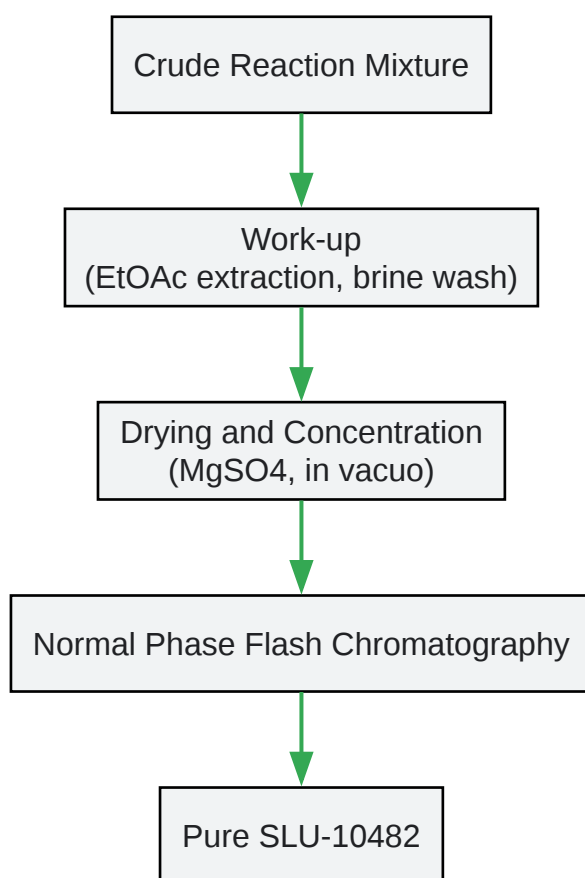 Crude Reaction Mixture
Work-up
(EtOAc extraction, brine wash)
Drying and Concentration
(MgSO4, in vacuo)
Normal Phase Flash Chromatography
Pure SLU-10482